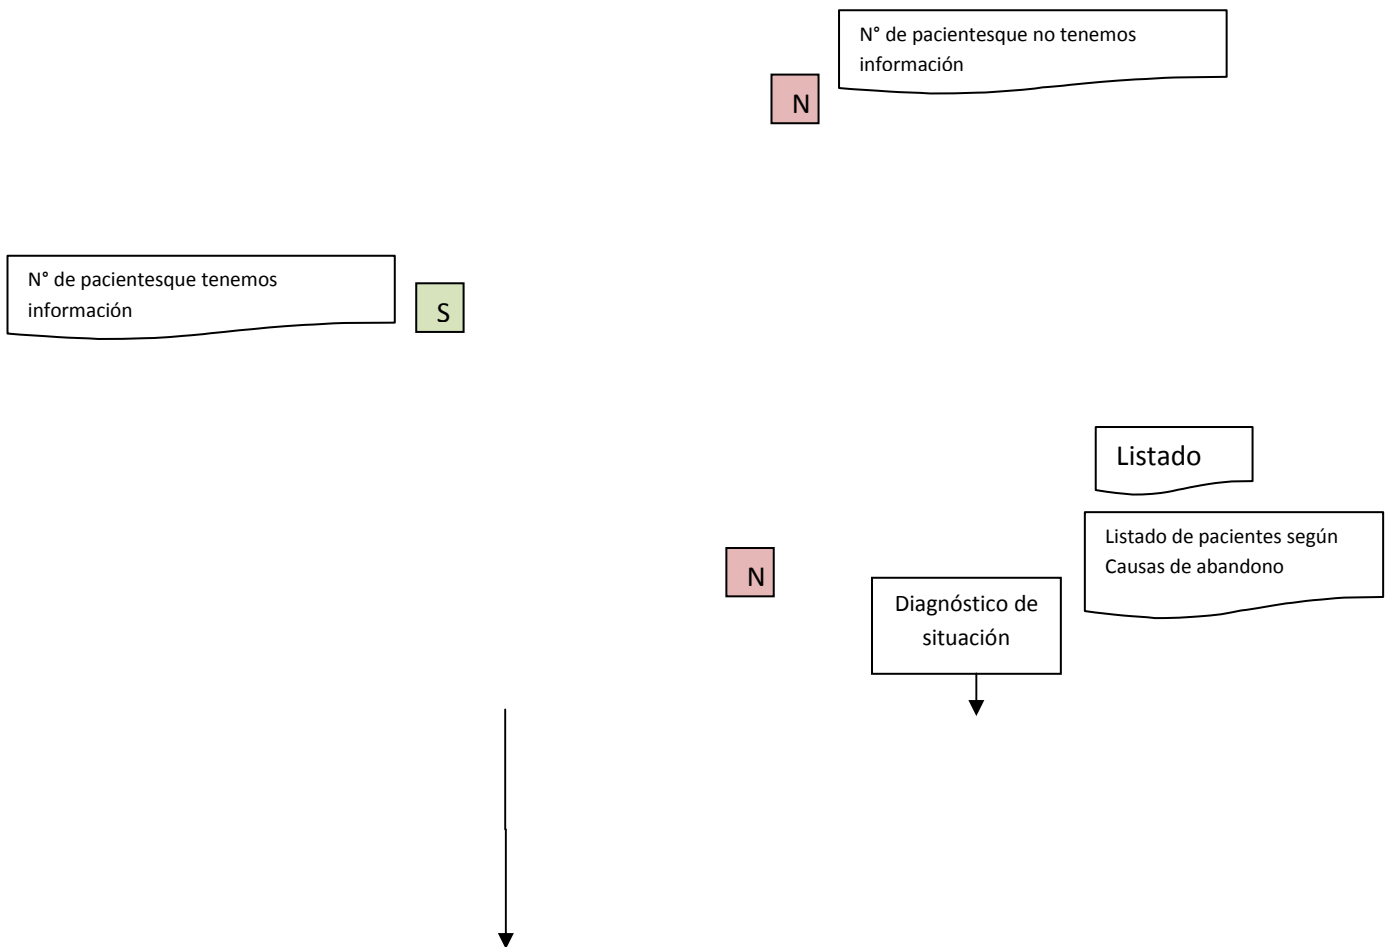 N° de pacientesque no tenemos
información
N
N° de pacientesque tenemos
información
S
Listado
Listado de pacientes según
Causas de abandono
N
Diagnóstico de
situación